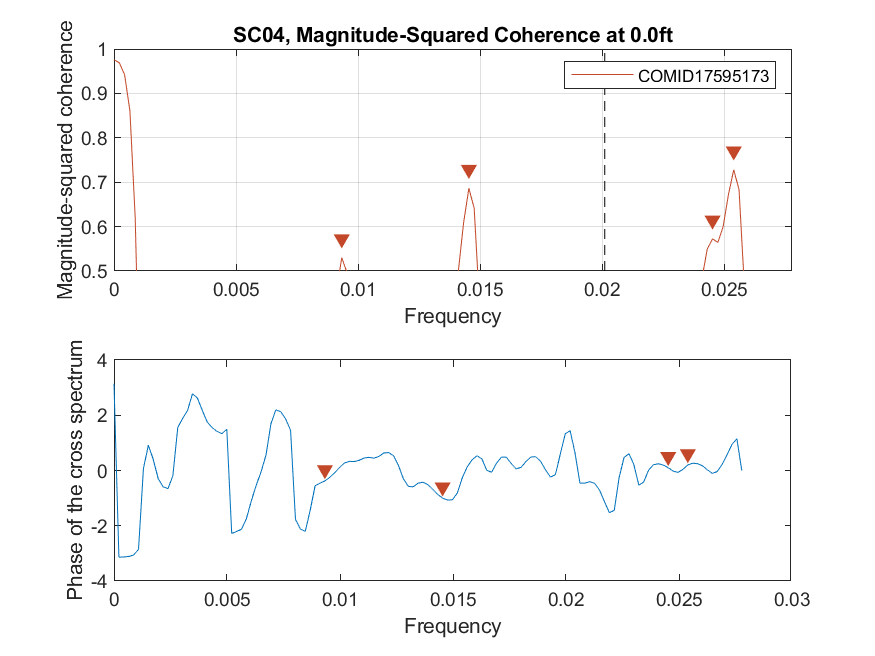 SC04, Magnitude-Squared Coherence at 0.0ft
Magnitude-squared coherence
1
0.9
0.8
0.7
0.6
0.5
COMID17595173
0 0.005 0.01 0.015 0.02 0.025
Frequency
Phase of the cross spectrum
4
2
0
-2
-4
0 0.005 0.01 0.015 0.02 0.025 0.03
Frequency